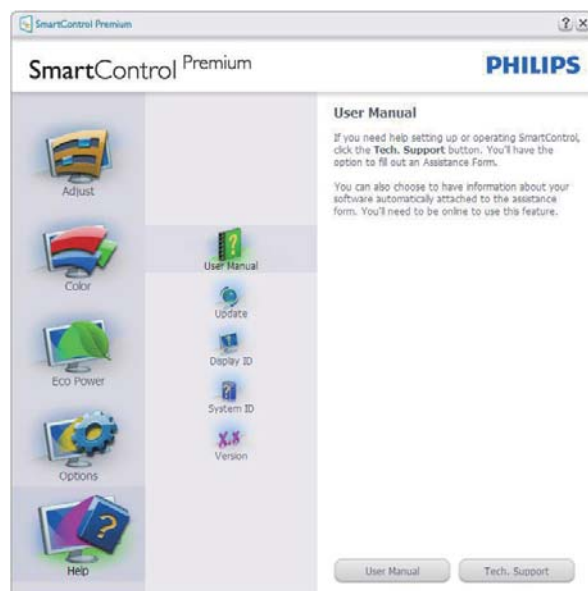 SmartControl Premium
SmartControl Premium
PHILIPS
Adjust
Color
Eco Power
Options
Help
User Manual
Update
Display ID
System ID
X.X
Version
User Manual
If you need help setting up or operating SmartControl,
click the Tech. Support button. You'll have the
option to fill out an Assistance Form.
You can also choose to have information about your
software automatically attached to the assistance
form. You'll need to be online to use this feature.
User Manual
Tech. Support